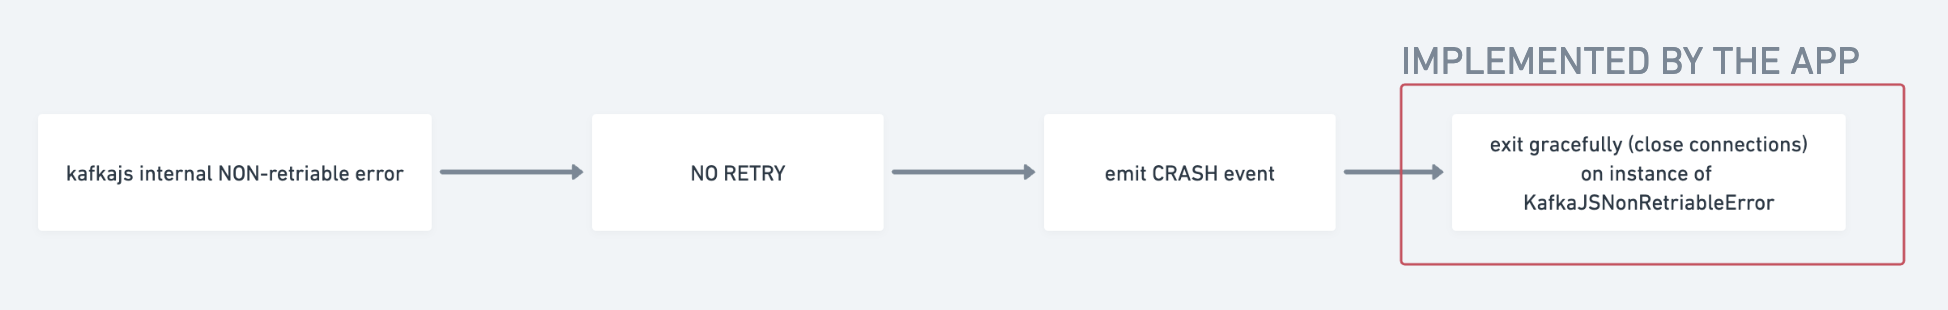 IMPLEMENTED BY THE APP
kafkajs internal NON-retriable error
NO RETRY
emit CRASH event
exit gracefully (close connections)
on instance of
KafkaJSNonRetriableError